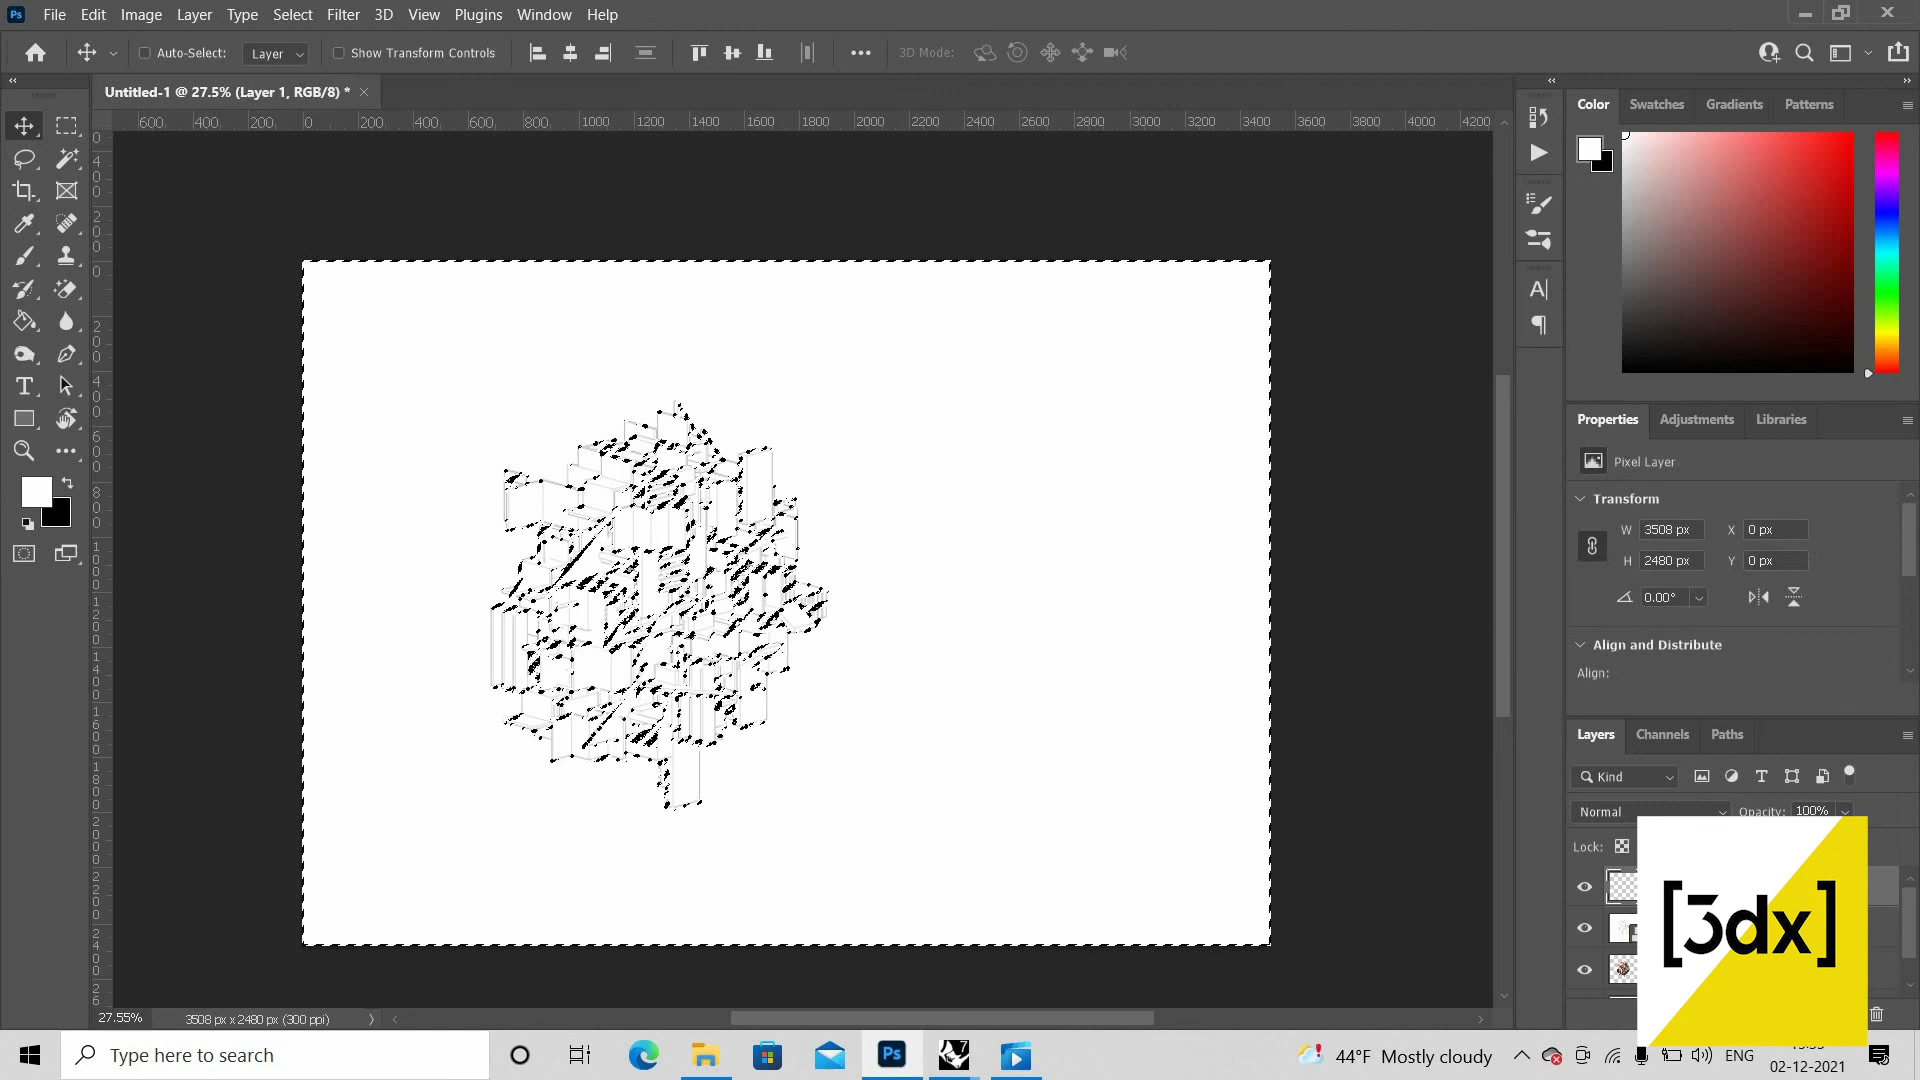 Ps File Edit Image Layer Type Select Filter 3D View Plugins Window Help
Auto-Select: Layer Show Transform Controls 3D Mode:
Untitled-1 @ 27.5% (Layer 1, RGB/8) *
600 400 200 0 200 400 600 800 1000 1200 1400 1600 1800 2000 2200 2400 2600 2800 3000 3200 3400 3600 3800 4000 4200
Color Swatches Gradients Patterns
Properties Adjustments Libraries
Pixel Layer
Transform
W 3508 px X 0 px
H 2480 px Y 0 px
0.00°
Align and Distribute
Align:
Layers Channels Paths
Kind
Normal Opacity: 100%
Lock:
[3dx]
27.55% 3508 px x 2480 px (300 ppi)
Type here to search
Ps
44°F Mostly cloudy
ENG
02-12-2021